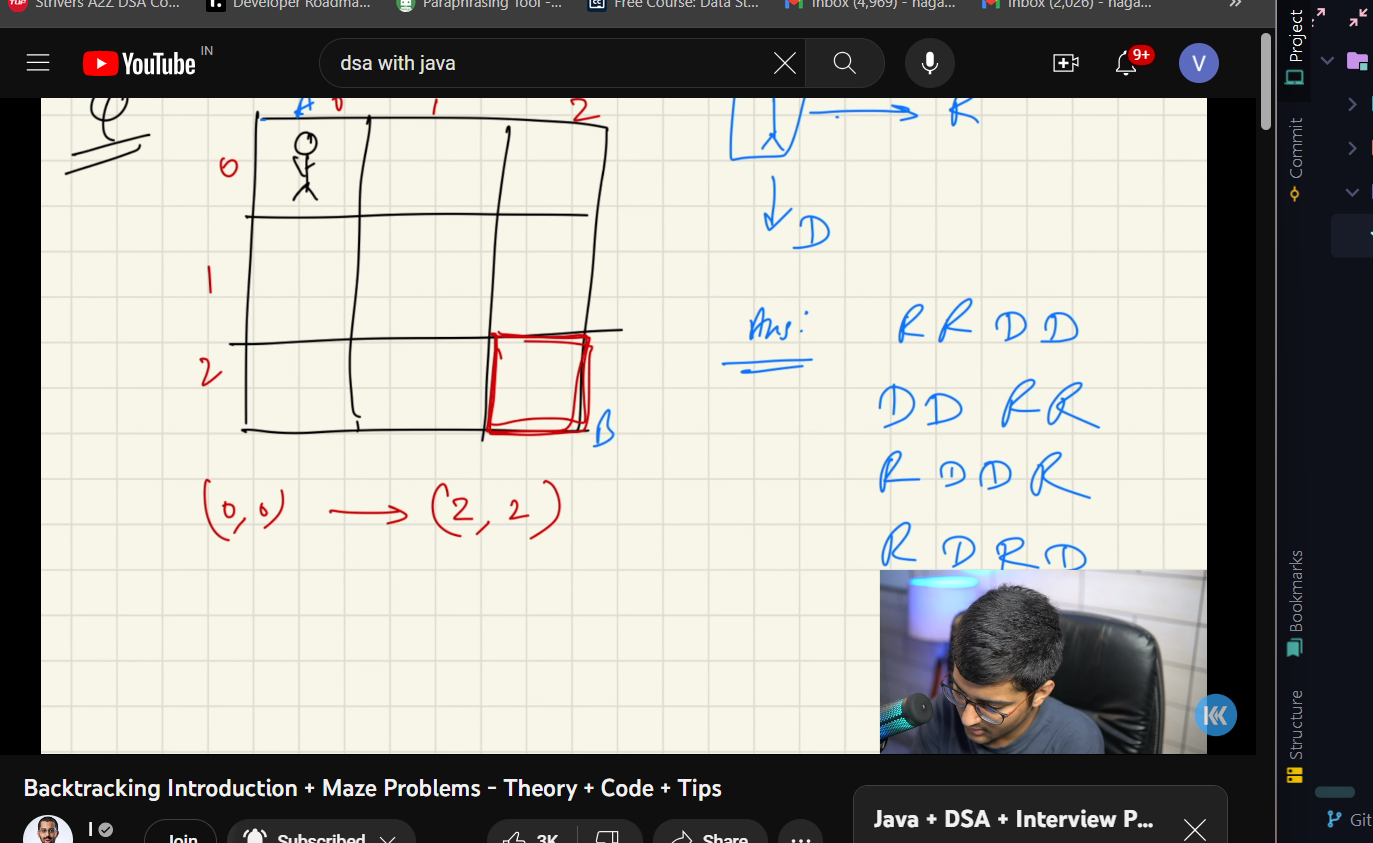 Strivers A2Z DSA Co...
Developer Roadma...
Paraphrasing Tool -...
Free Course: Data St...
Inbox (4,969) - naga...
Inbox (2,026) - naga...
»
YouTube IN
dsa with java
9+
V
A 0 1 2
0
1
2
B
(0,0) → (2, 2)
R
D
Ans: R R D D
D D R R
R D D R
R D R D
Backtracking Introduction + Maze Problems - Theory + Code + Tips
Join
Subscribed
3K
Share
...
Java + DSA + Interview P...
Project
Commit
Bookmarks
Structure
Git